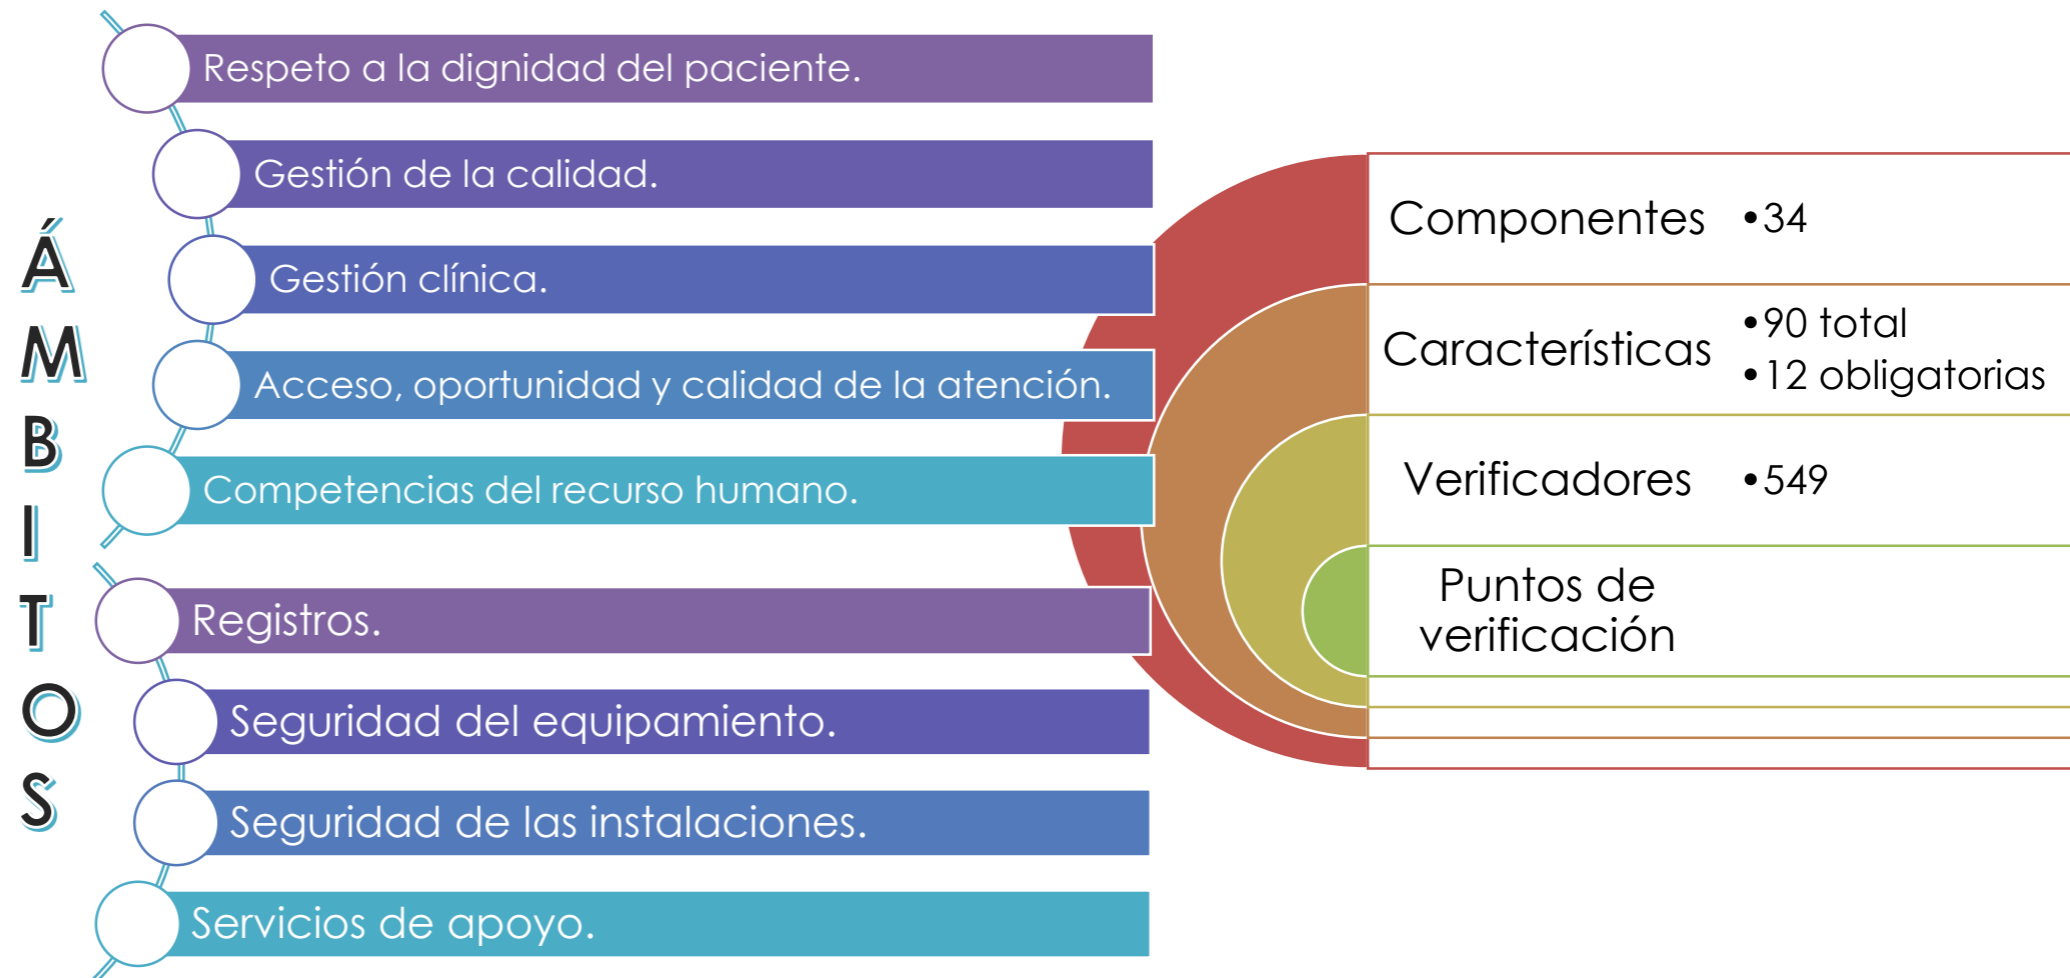 ÁMBITOS
Respeto a la dignidad del paciente.
Gestión de la calidad.
Gestión clínica.
Acceso, oportunidad y calidad de la atención.
Competencias del recurso humano.
Registros.
Seguridad del equipamiento.
Seguridad de las instalaciones.
Servicios de apoyo.
Componentes •34
Características •90 total
•12 obligatorias
Verificadores •549
Puntos de
verificación